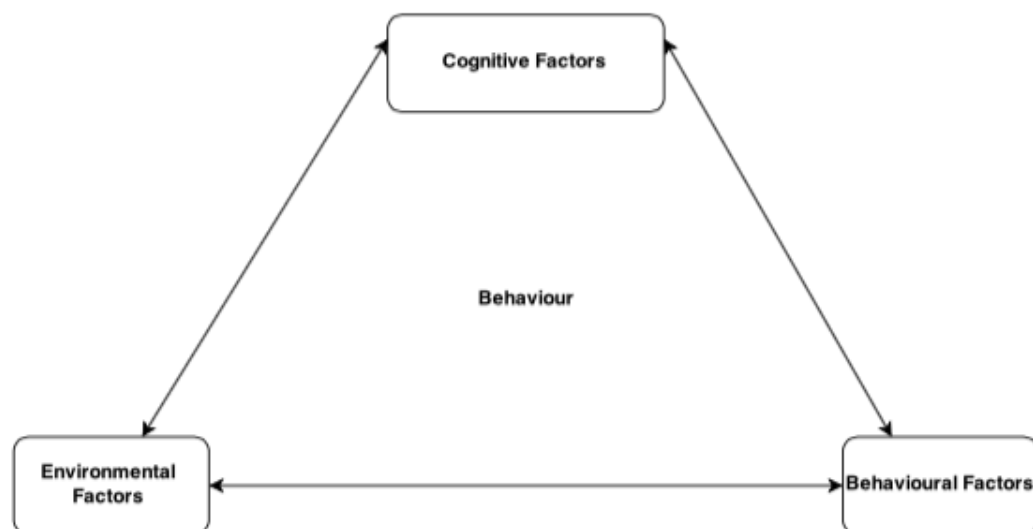 Cognitive Factors
Behaviour
Environmental
Factors
Behavioural Factors